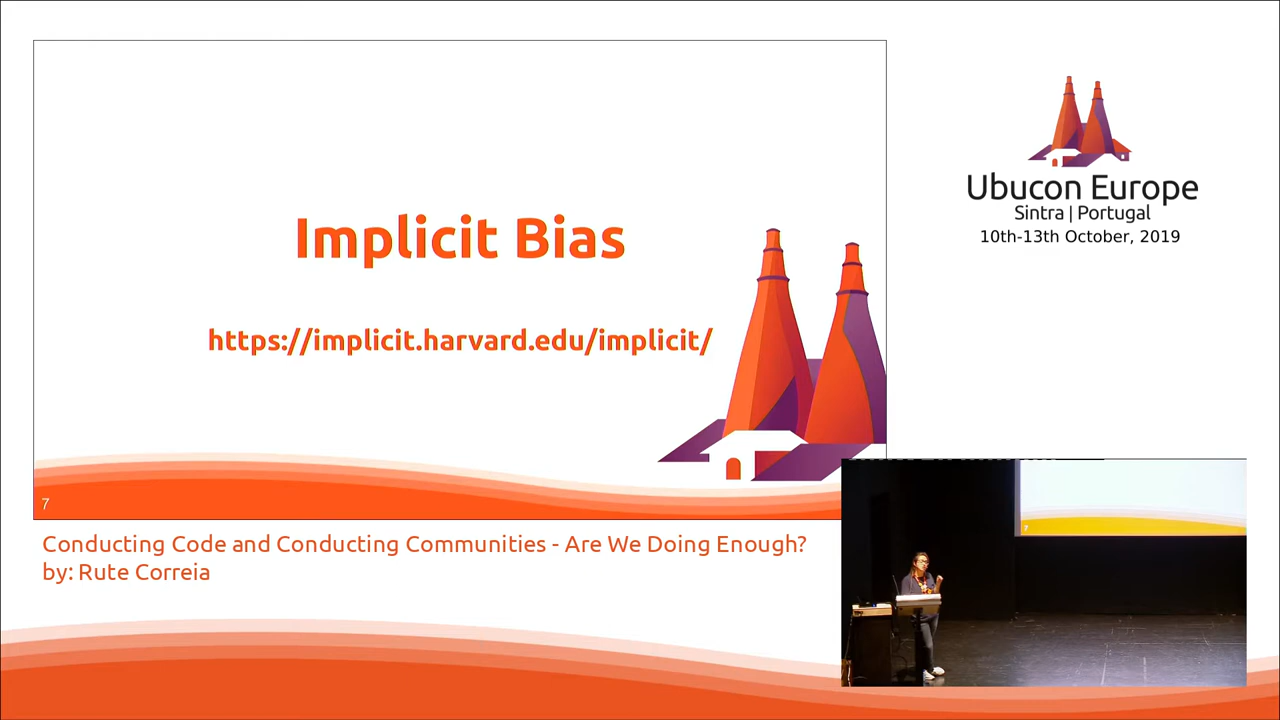 Implicit Bias
https://implicit.harvard.edu/implicit/
7
Conducting Code and Conducting Communities - Are We Doing Enough?
by: Rute Correia
Ubucon Europe
Sintra | Portugal
10th-13th October, 2019
7